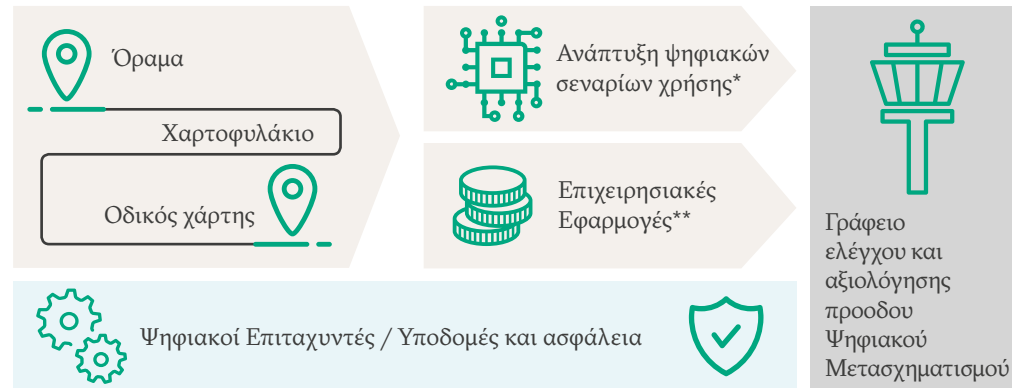 Όραμα
Χαρτοφυλάκιο
Οδικός χάρτης
Ανάπτυξη ψηφιακών
σεναρίων χρήσης*
Επιχειρησιακές
Εφαρμογές**
Γράφειο
ελέγχου και
αξιολόγησης
προοδου
Ψηφιακού
Μετασχηματισμού
Ψηφιακοί Επιταχυντές / Υποδομές και ασφάλεια